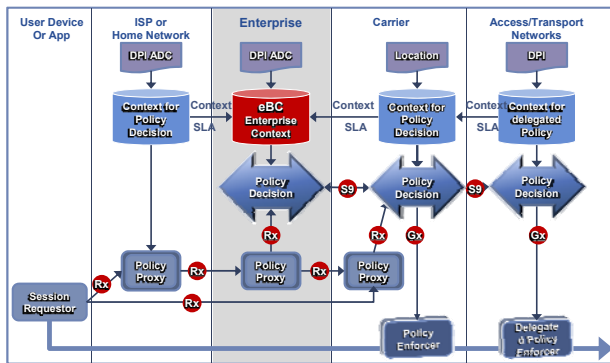 User Device
Or App
ISP or
Home Network
Enterprise
Carrier
Access/Transport
Networks
DPI/ADC
DPI/ADC
Location
DPI
Context for
Policy
Decision
Context
SLA
eBC
Enterprise
Context
Context
SLA
Context for
Policy
Decision
Context
SLA
Context for
delegated
Policy
Policy
Decision
S9
Policy
Decision
S9
Policy
Decision
Rx
Rx
Gx
Gx
Rx
Policy
Proxy
Rx
Policy
Proxy
Rx
Policy
Proxy
Session
Requestor
Rx
Policy
Enforcer
Delegate
d Policy
Enforcer